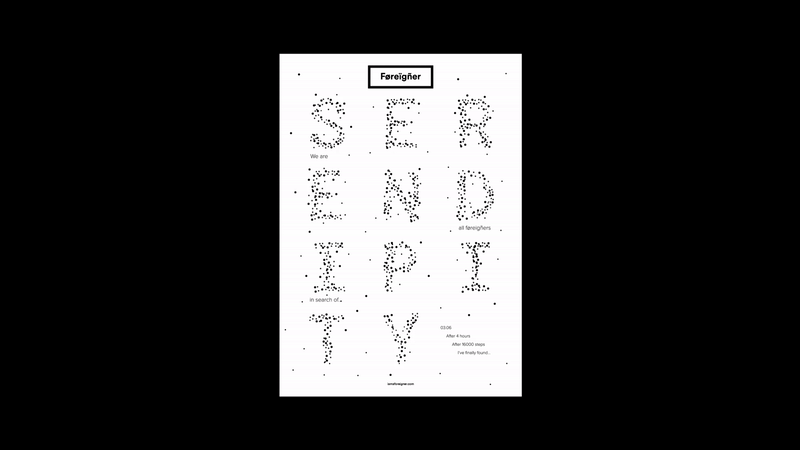 Føreigñer
SER
We are
END
all føreigñers
IPI
in search of..
TY
03:06
After 4 hours
After 16000 steps
I've finally found...
iamaforeigner.com